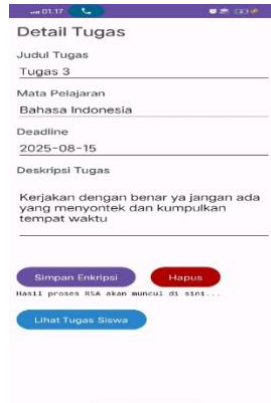 01.17
Detail Tugas
Judul Tugas
Tugas 3
Mata Pelajaran
Bahasa Indonesia
Deadline
2025-08-15
Deskripsi Tugas
Kerjakan dengan benar ya jangan ada
yang menyontek dan kumpulkan
tempat waktu
Simpan Enkripsi
Hapus
Hasil proses RSA akan muncul di sini...
Lihat Tugas Siswa